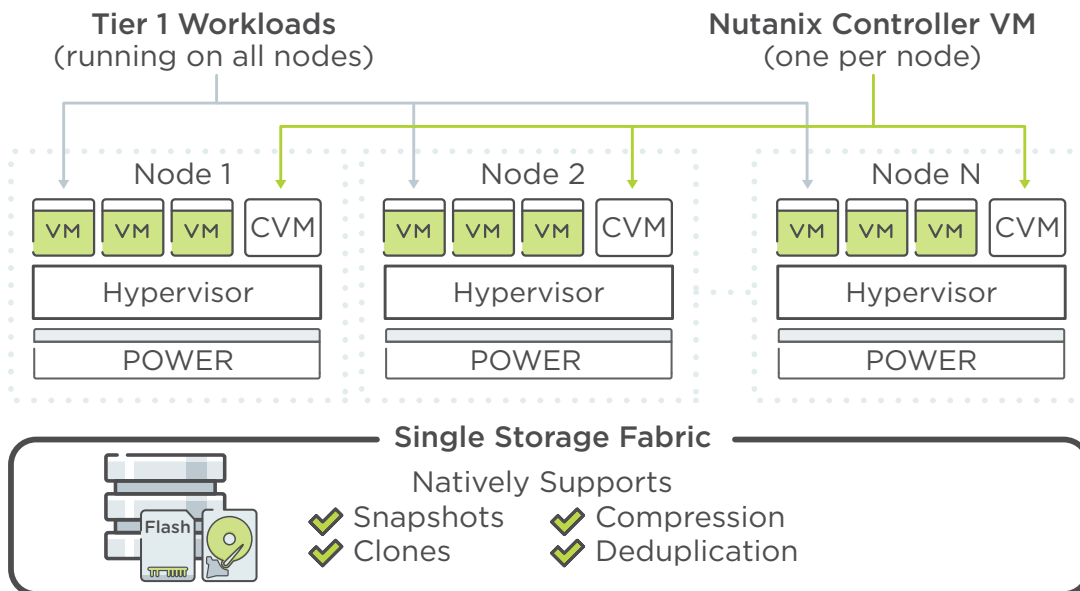 Tier 1 Workloads
(running on all nodes)
Nutanix Controller VM
(one per node)
Node 1
VM VM VM CVM
Hypervisor
POWER
Node 2
VM VM VM CVM
Hypervisor
POWER
Node N
VM VM VM CVM
Hypervisor
POWER
Single Storage Fabric
Flash
Natively Supports
Snapshots
Compression
Clones
Deduplication